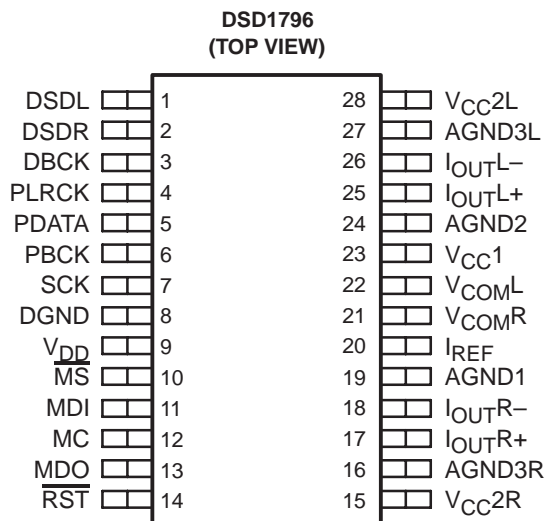 DSD1796
(TOP VIEW)
DSDL 1 28 VCC2L
DSDR 2 27 AGND3L
DBCK 3 26 IOUTL–
PLRCK 4 25 IOUTL+
PDATA 5 24 AGND2
PBCK 6 23 VCC1
SCK 7 22 VCOML
DGND 8 21 VCOMR
VDD 9 20 IREF
MS 10 19 AGND1
MDI 11 18 IOUTR–
MC 12 17 IOUTR+
MDO 13 16 AGND3R
RST 14 15 VCC2R